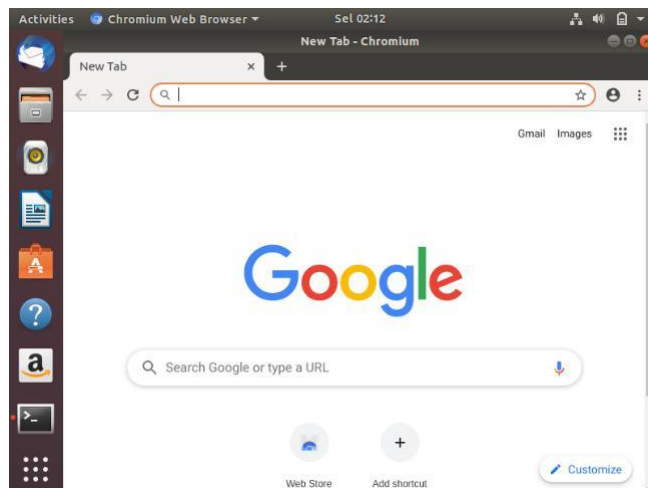 Activities Chromium Web Browser Sel 02:12
New Tab - Chromium
New Tab
Gmail Images
Google
Search Google or type a URL
Web Store Add shortcut
Customize